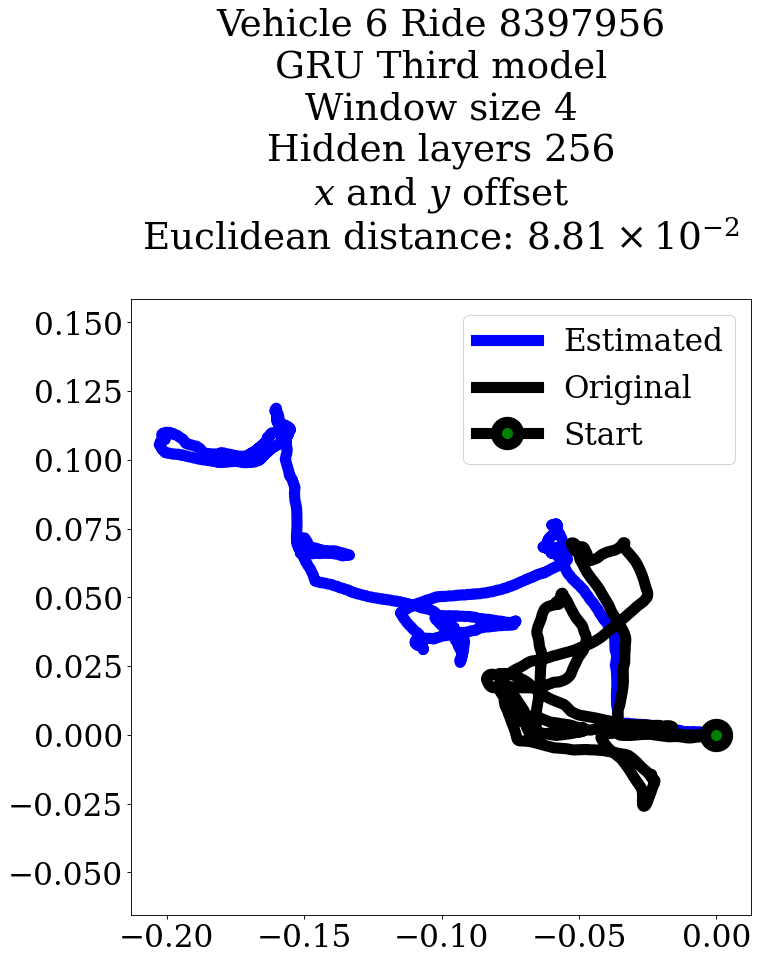 Vehicle 6 Ride 8397956
GRU Third model
Window size 4
Hidden layers 256
x and y offset
Euclidean distance: 8.81 × 10⁻²
Estimated
Original
Start
0.150
0.125
0.100
0.075
0.050
0.025
0.000
−0.025
−0.050
−0.20 −0.15 −0.10 −0.05 0.00